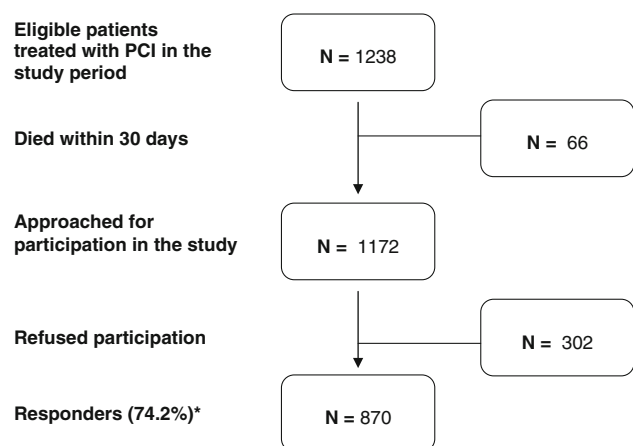 Eligible patients
treated with PCI in the
study period
N = 1238
Died within 30 days
N = 66
Approached for
participation in the study
N = 1172
Refused participation
N = 302
Responders (74.2%)*
N = 870